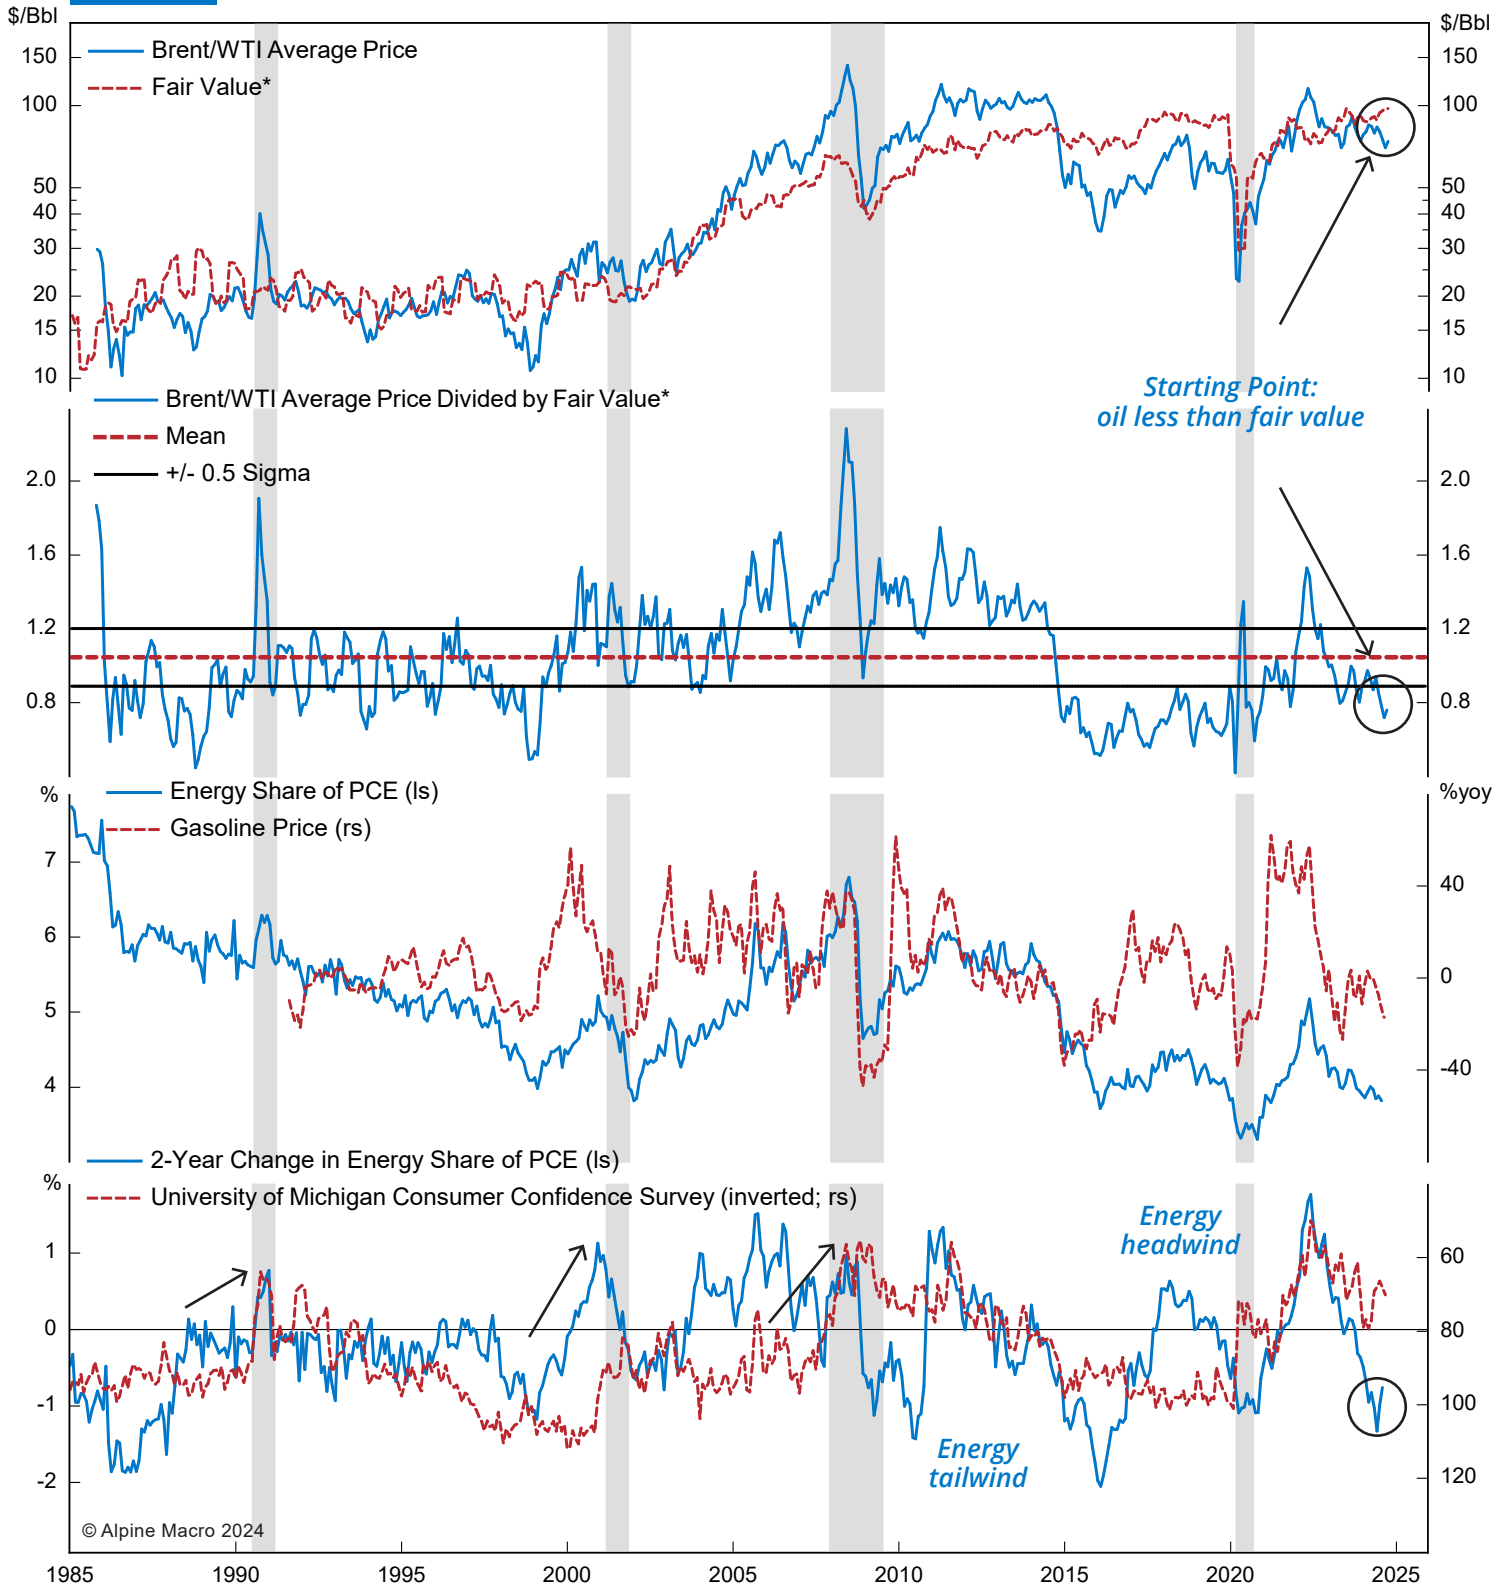 $/Bbl $/Bbl
150 Brent/WTI Average Price 150
Fair Value*
100 100
50 50
40 40
30 30
20 20
15 15
10 10
Brent/WTI Average Price Divided by Fair Value*
Mean
+/- 0.5 Sigma
Starting Point:
oil less than fair value
2.0 2.0
1.6 1.6
1.2 1.2
0.8 0.8
% %yoy
Energy Share of PCE (ls)
Gasoline Price (rs)
7
40
6
0
5
-40
4
2-Year Change in Energy Share of PCE (ls)
%
University of Michigan Consumer Confidence Survey (inverted; rs)
Energy
headwind
1 60
0 80
-1 100
Energy
tailwind
-2 120
© Alpine Macro 2024
1985 1990 1995 2000 2005 2010 2015 2020 2025